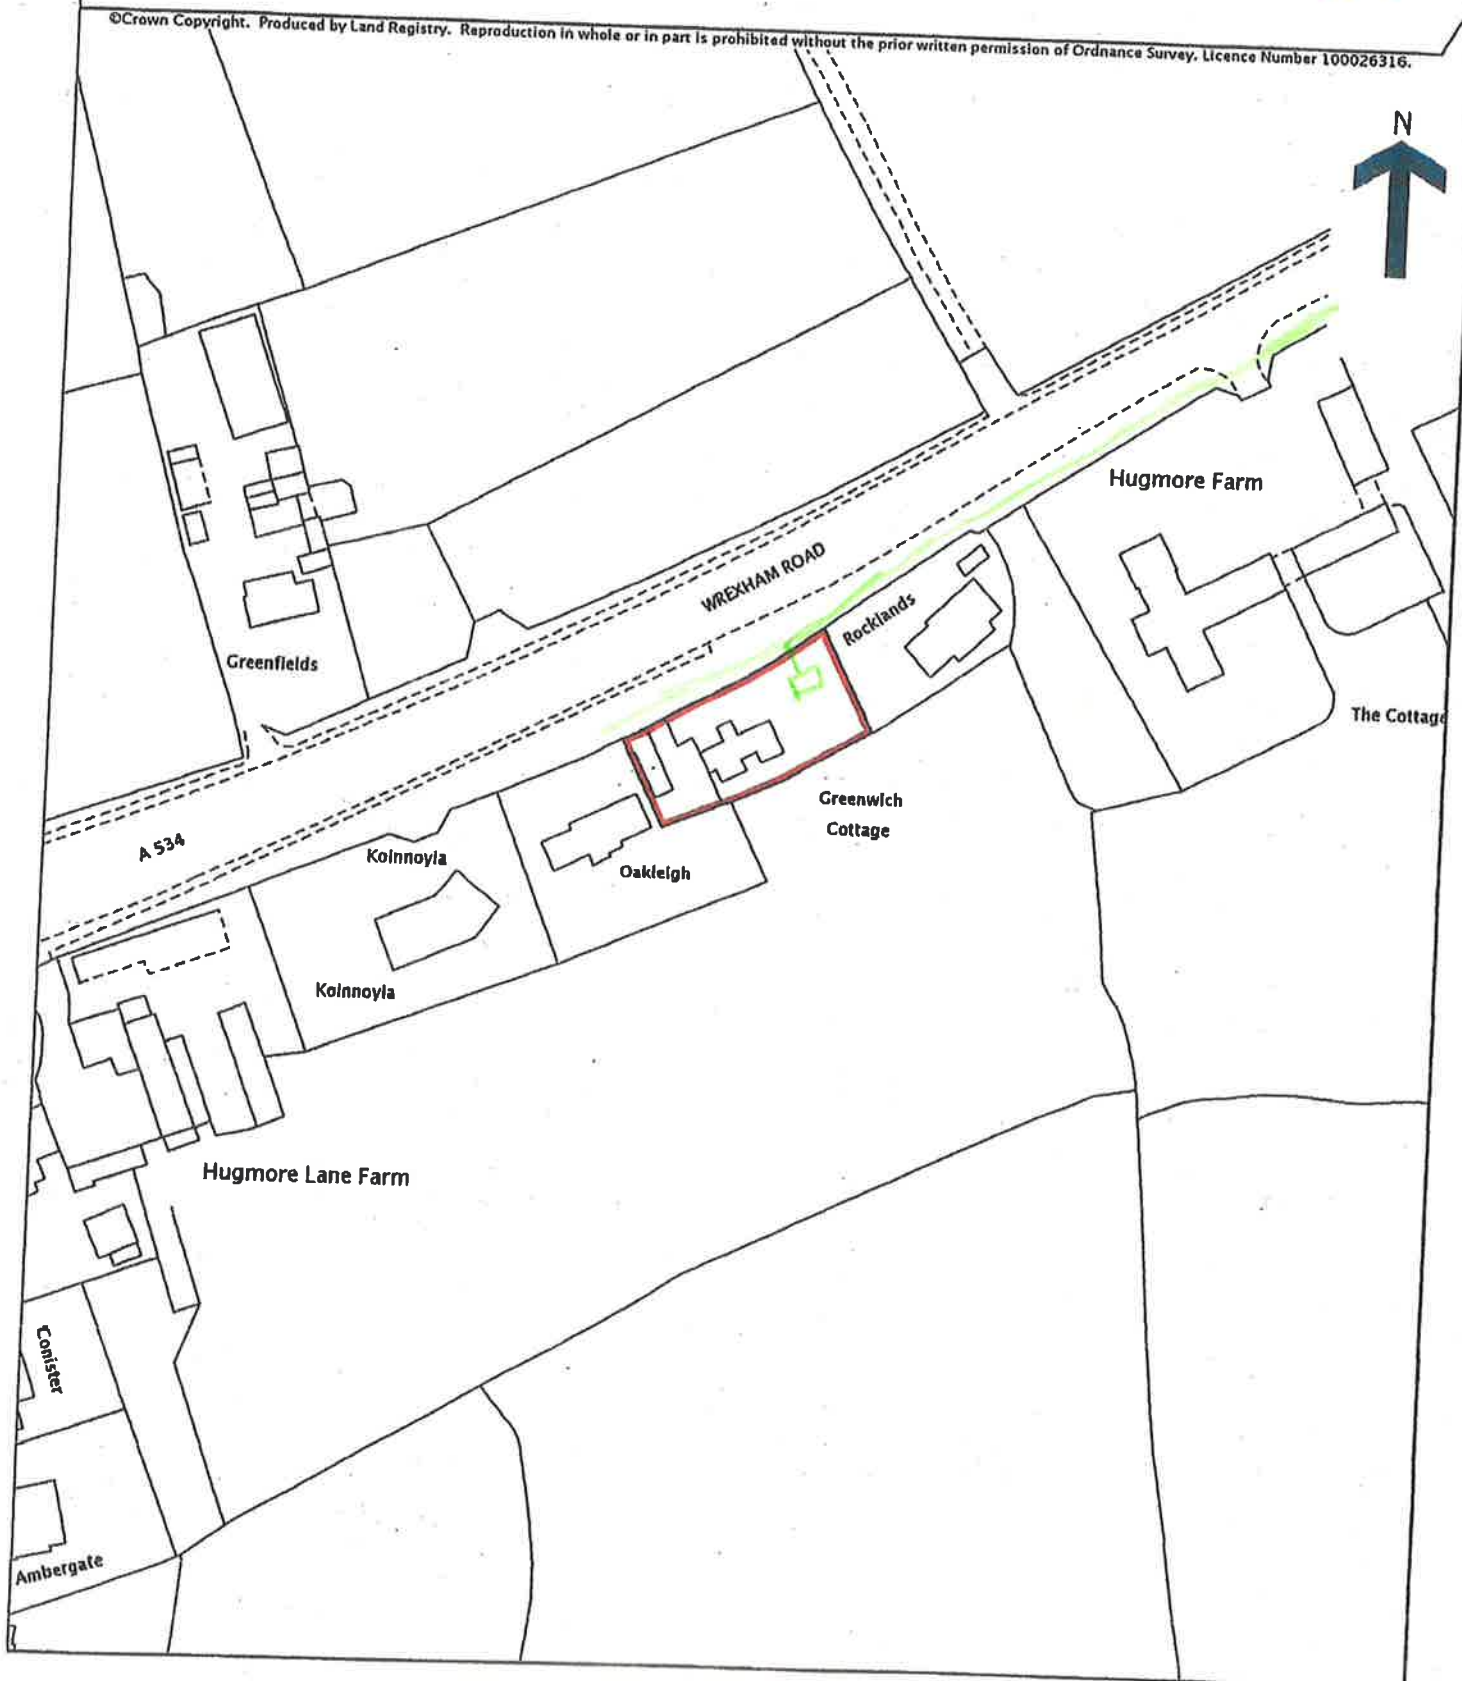 ©Crown Copyright. Produced by Land Registry. Reproduction in whole or in part is prohibited without the prior written permission of Ordnance Survey. Licence Number 100026316.
N
Hugmore Farm
WREXHAM ROAD
Rocklands
Greenfields
The Cottage
Greenwich
Cottage
A 534
Koinnoyla
Oakleigh
Koinnoyla
Hugmore Lane Farm
Conister
Ambergate